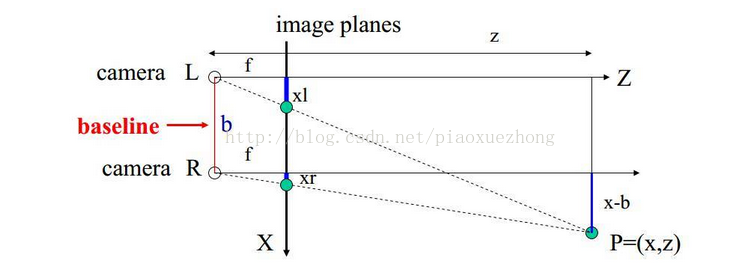 image planes
z
camera L
f
Z
xl
baseline
b
http://blog.csdn.net/piaoxuezhong
f
camera R
xr
x-b
X
P=(x,z)